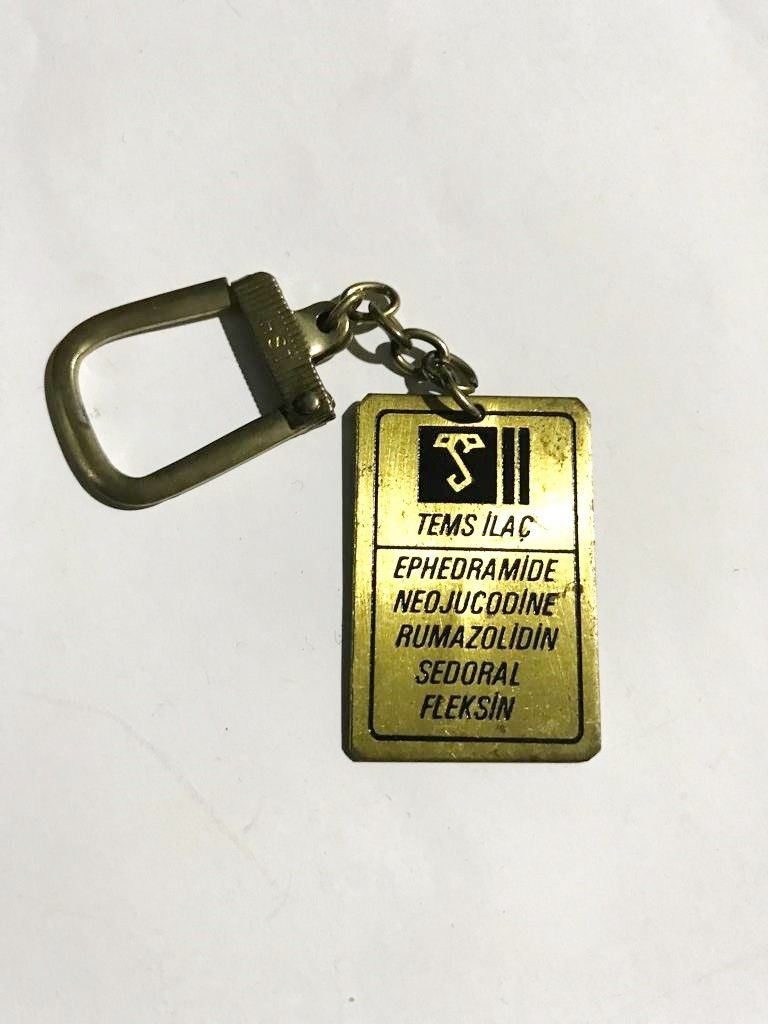 TEMS İLAÇ
EPHEDRAMİDE
NEOJUCODİNE
RUMAZOLİDİN
SEDORAL
FLEKSİN